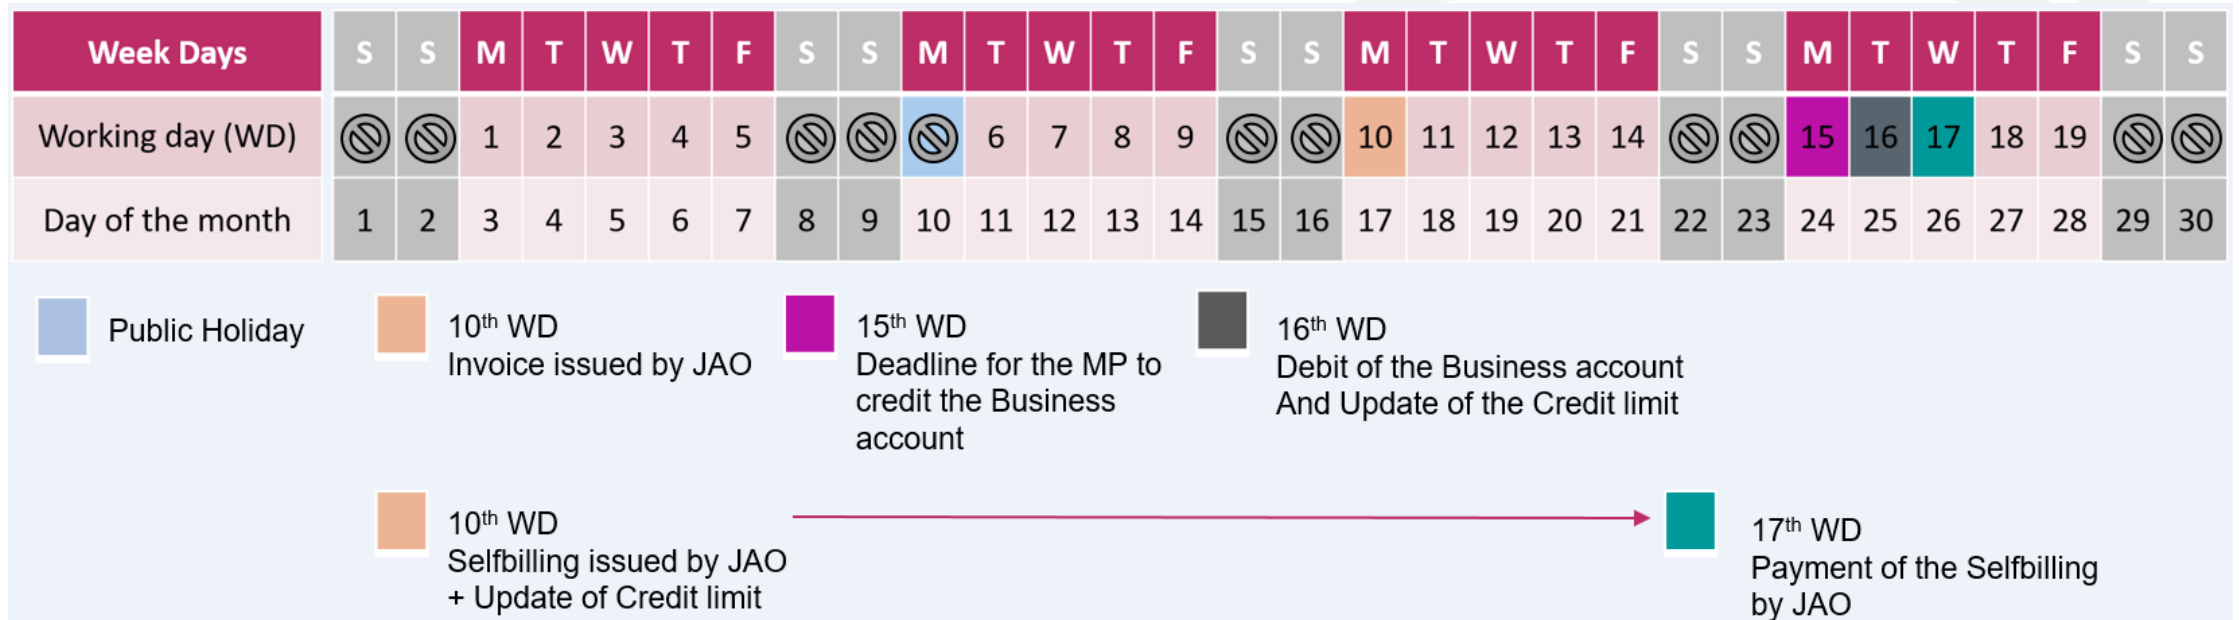 Week Days S S M T W T F S S M T W T F S S M T W T F S S M T W T F S S
Working day (WD) 1 2 3 4 5 6 7 8 9 10 11 12 13 14 15 16 17 18 19
Day of the month 1 2 3 4 5 6 7 8 9 10 11 12 13 14 15 16 17 18 19 20 21 22 23 24 25 26 27 28 29 30
Public Holiday
10th WD
Invoice issued by JAO
15th WD
Deadline for the MP to
credit the Business
account
16th WD
Debit of the Business account
And Update of the Credit limit
10th WD
Selfbilling issued by JAO
+ Update of Credit limit
17th WD
Payment of the Selfbilling
by JAO